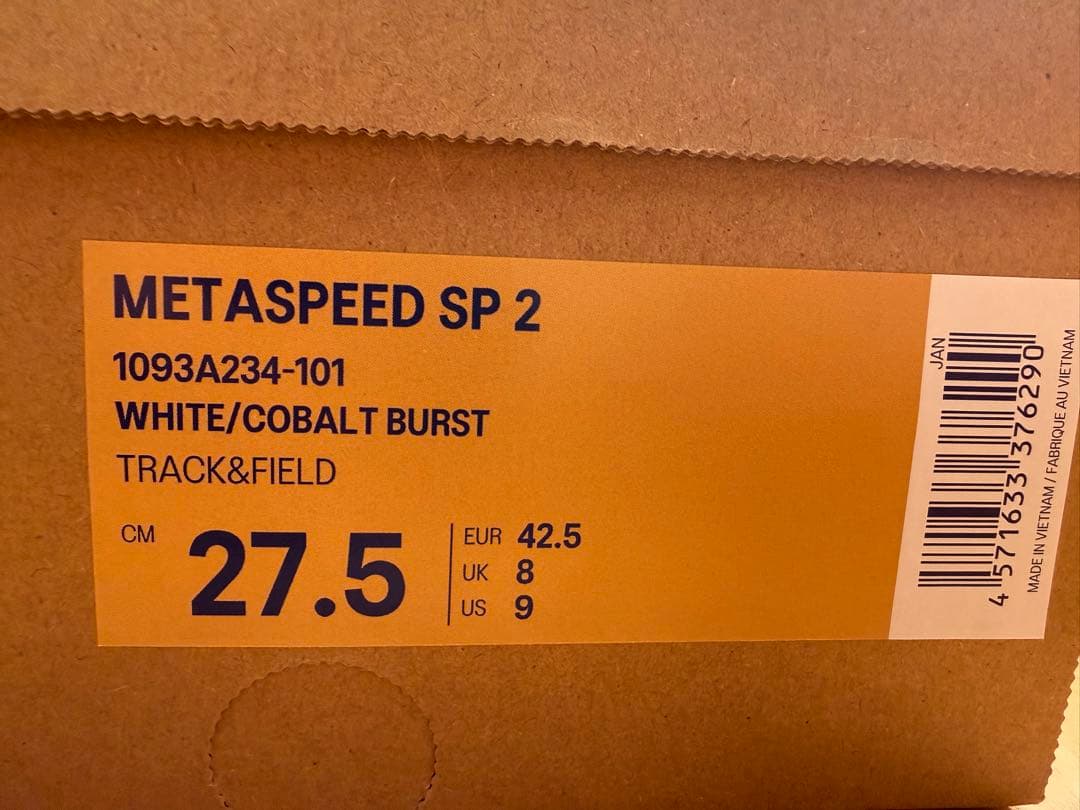 METASPEED SP 2
1093A234-101
WHITE/COBALT BURST
TRACK&FIELD
CM 27.5
EUR 42.5
UK 8
US 9
JAN
4 571633 376290
MADE IN VIETNAM / FABRIQUE AU VIETNAM